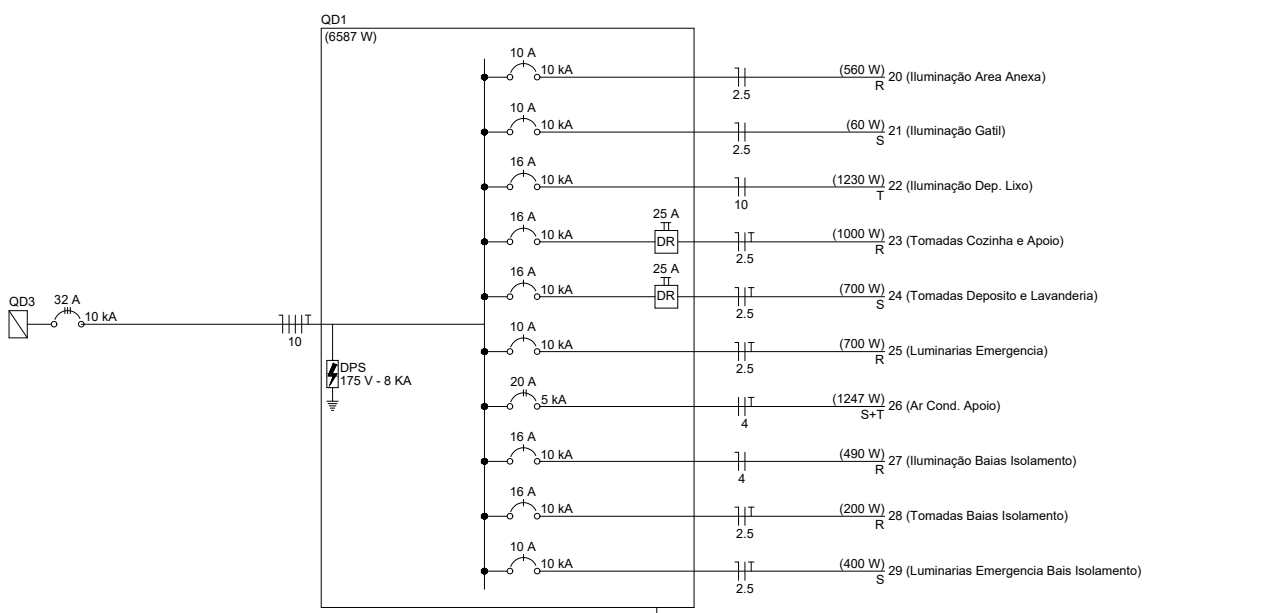 QD1
(6587 W)
10 A
10 kA
2.5
(560 W)
R
20 (Iluminação Area Anexa)
10 A
10 kA
2.5
(60 W)
S
21 (Iluminação Gatil)
16 A
10 kA
10
(1230 W)
T
22 (Iluminação Dep. Lixo)
16 A
10 kA
25 A
DR
T
2.5
(1000 W)
R
23 (Tomadas Cozinha e Apoio)
16 A
10 kA
25 A
DR
T
2.5
(700 W)
S
24 (Tomadas Deposito e Lavanderia)
QD3
32 A
10 kA
T
10
DPS
175 V - 8 KA
10 A
10 kA
T
2.5
(700 W)
R
25 (Luminarias Emergencia)
20 A
5 kA
T
4
(1247 W)
S+T
26 (Ar Cond. Apoio)
16 A
10 kA
4
(490 W)
R
27 (Iluminação Baias Isolamento)
16 A
10 kA
T
2.5
(200 W)
R
28 (Tomadas Baias Isolamento)
10 A
10 kA
T
2.5
(400 W)
S
29 (Luminarias Emergencia Bais Isolamento)